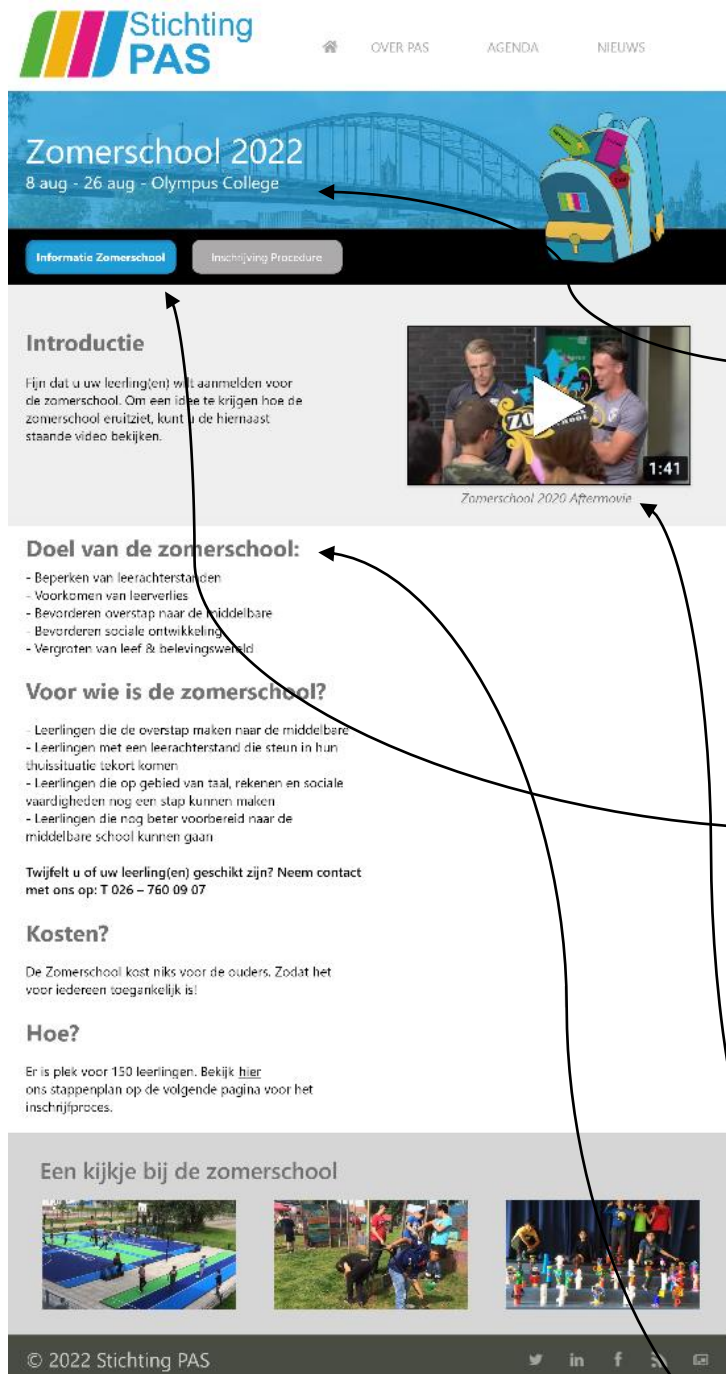 Stichting
PAS
OVER PAS
AGENDA
NIEUWS
Zomerschool 2022
8 aug - 26 aug - Olympus College
Informatie Zomerschool
Inschrijving Procedure
Introductie
Fijn dat u uw leerling(en) wilt aanmelden voor
de zomerschool. Om een idee te krijgen hoe de
zomerschool eruitziet, kunt u de hiernaast
staande video bekijken.
1:41
Zomerschool 2020 Aftermovie
Doel van de zomerschool:
- Beperken van leerachterstanden
- Voorkomen van leerverlies
- Bevorderen overstap naar de middelbare
- Bevorderen sociale ontwikkeling
- Vergroten van leef & belevingswereld
Voor wie is de zomerschool?
- Leerlingen die de overstap maken naar de middelbare
- Leerlingen met een leerachterstand die steun in hun
thuissituatie tekort komen
- Leerlingen die op gebied van taal, rekenen en sociale
vaardigheden nog een stap kunnen maken
- Leerlingen die nog beter voorbereid naar de
middelbare school kunnen gaan
Twijfelt u of uw leerling(en) geschikt zijn? Neem contact
met ons op: T 026 – 760 09 07
Kosten?
De Zomerschool kost niks voor de ouders. Zodat het
voor iedereen toegankelijk is!
Hoe?
Er is plek voor 150 leerlingen. Bekijk hier
ons stappenplan op de volgende pagina voor het
inschrijfproces.
Een kijkje bij de zomerschool
© 2022 Stichting PAS